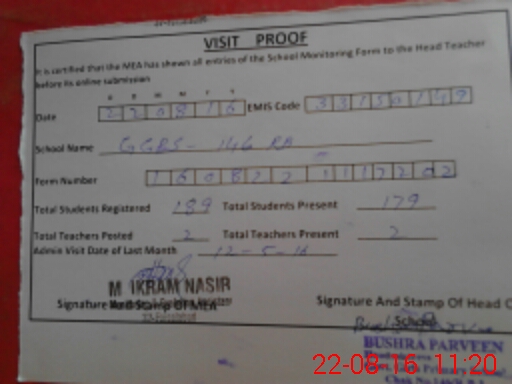 VISIT PROOF
It is certified that the MEA has shown all entries of the School Monitoring Form to the Head Teacher
before its online submission
D D M M Y Y
Date 2 2 0 8 1 6 EMIS Code 3 3 1 5 0 1 4 9
School Name GGPS - 146 RA
Form Number 1 6 0 8 2 2 1 1 1 7 2 0 2
Total Students Registered 189 Total Students Present 179
Total Teachers Posted 2 Total Teachers Present 2
Admin Visit Date of Last Month 12-5-16
M IKRAM NASIR
Signature And Stamp Of MEA
Signature And Stamp Of Head
School
BUSHRA PARVEEN
Primary
22-08-16 11:20